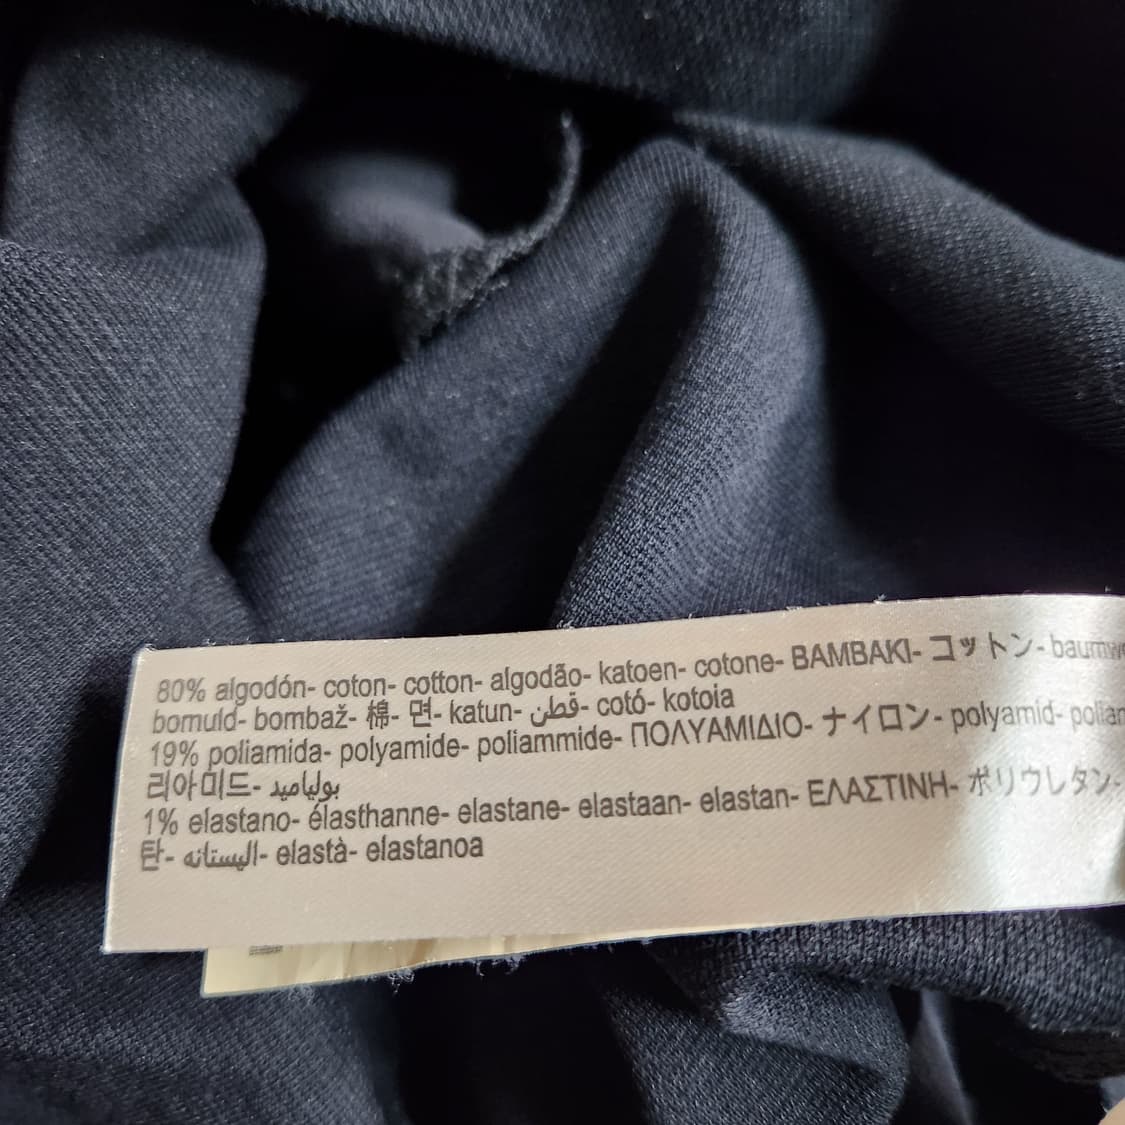 80% algodón- coton- cotton- algodão- katoen- cotone- BAMBAKI- コットン- baumw
bomuld- bombaž- 棉- 면- katun- قطن- cotó- kotoia
19% poliamida- polyamide- poliammide- ΠΟΛΥΑΜΙΔΙΟ- ナイロン- polyamid- polian
리아미드- بولياميد
1% elastano- élasthanne- elastane- elastaan- elastan- ΕΛΑΣΤΙΝΗ- ポリウレタン-
탄- اليستانه- elastà- elastanoa